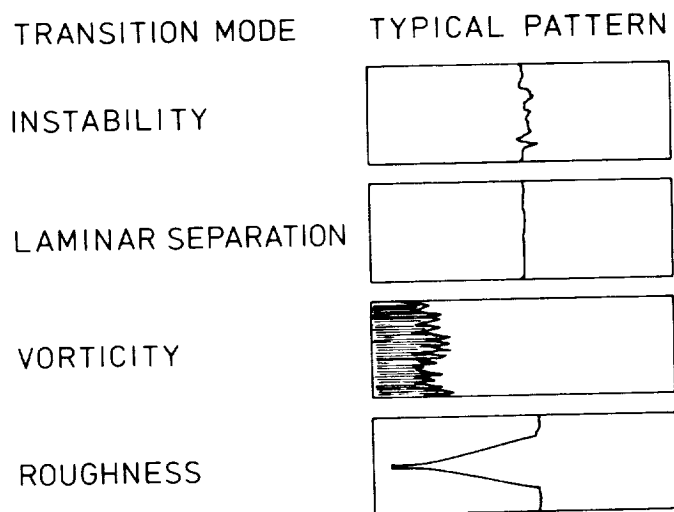 TRANSITION MODE TYPICAL PATTERN
INSTABILITY
LAMINAR SEPARATION
VORTICITY
ROUGHNESS